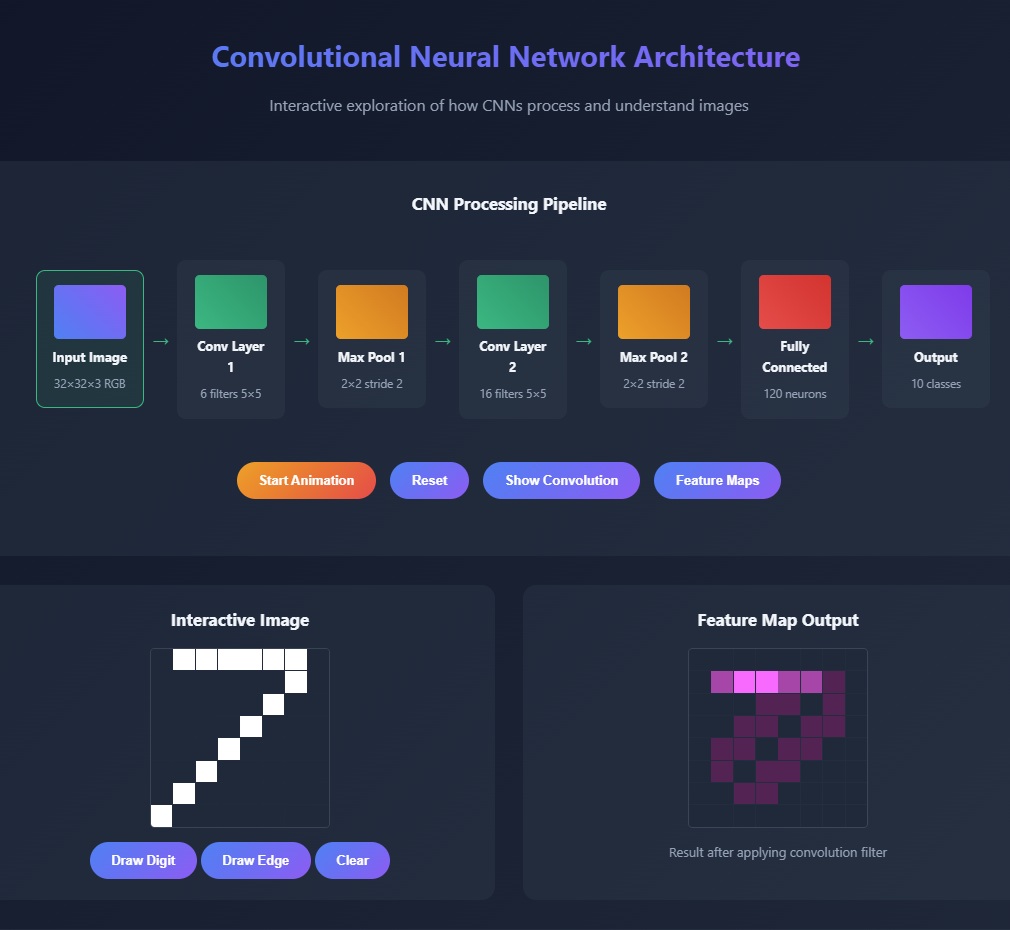 Convolutional Neural Network Architecture
Interactive exploration of how CNNs process and understand images
CNN Processing Pipeline
Input Image
32×32×3 RGB
→
Conv Layer
1
6 filters 5×5
→
Max Pool 1
2×2 stride 2
→
Conv Layer
2
16 filters 5×5
→
Max Pool 2
2×2 stride 2
→
Fully
Connected
120 neurons
→
Output
10 classes
Start Animation
Reset
Show Convolution
Feature Maps
Interactive Image
Draw Digit
Draw Edge
Clear
Feature Map Output
Result after applying convolution filter